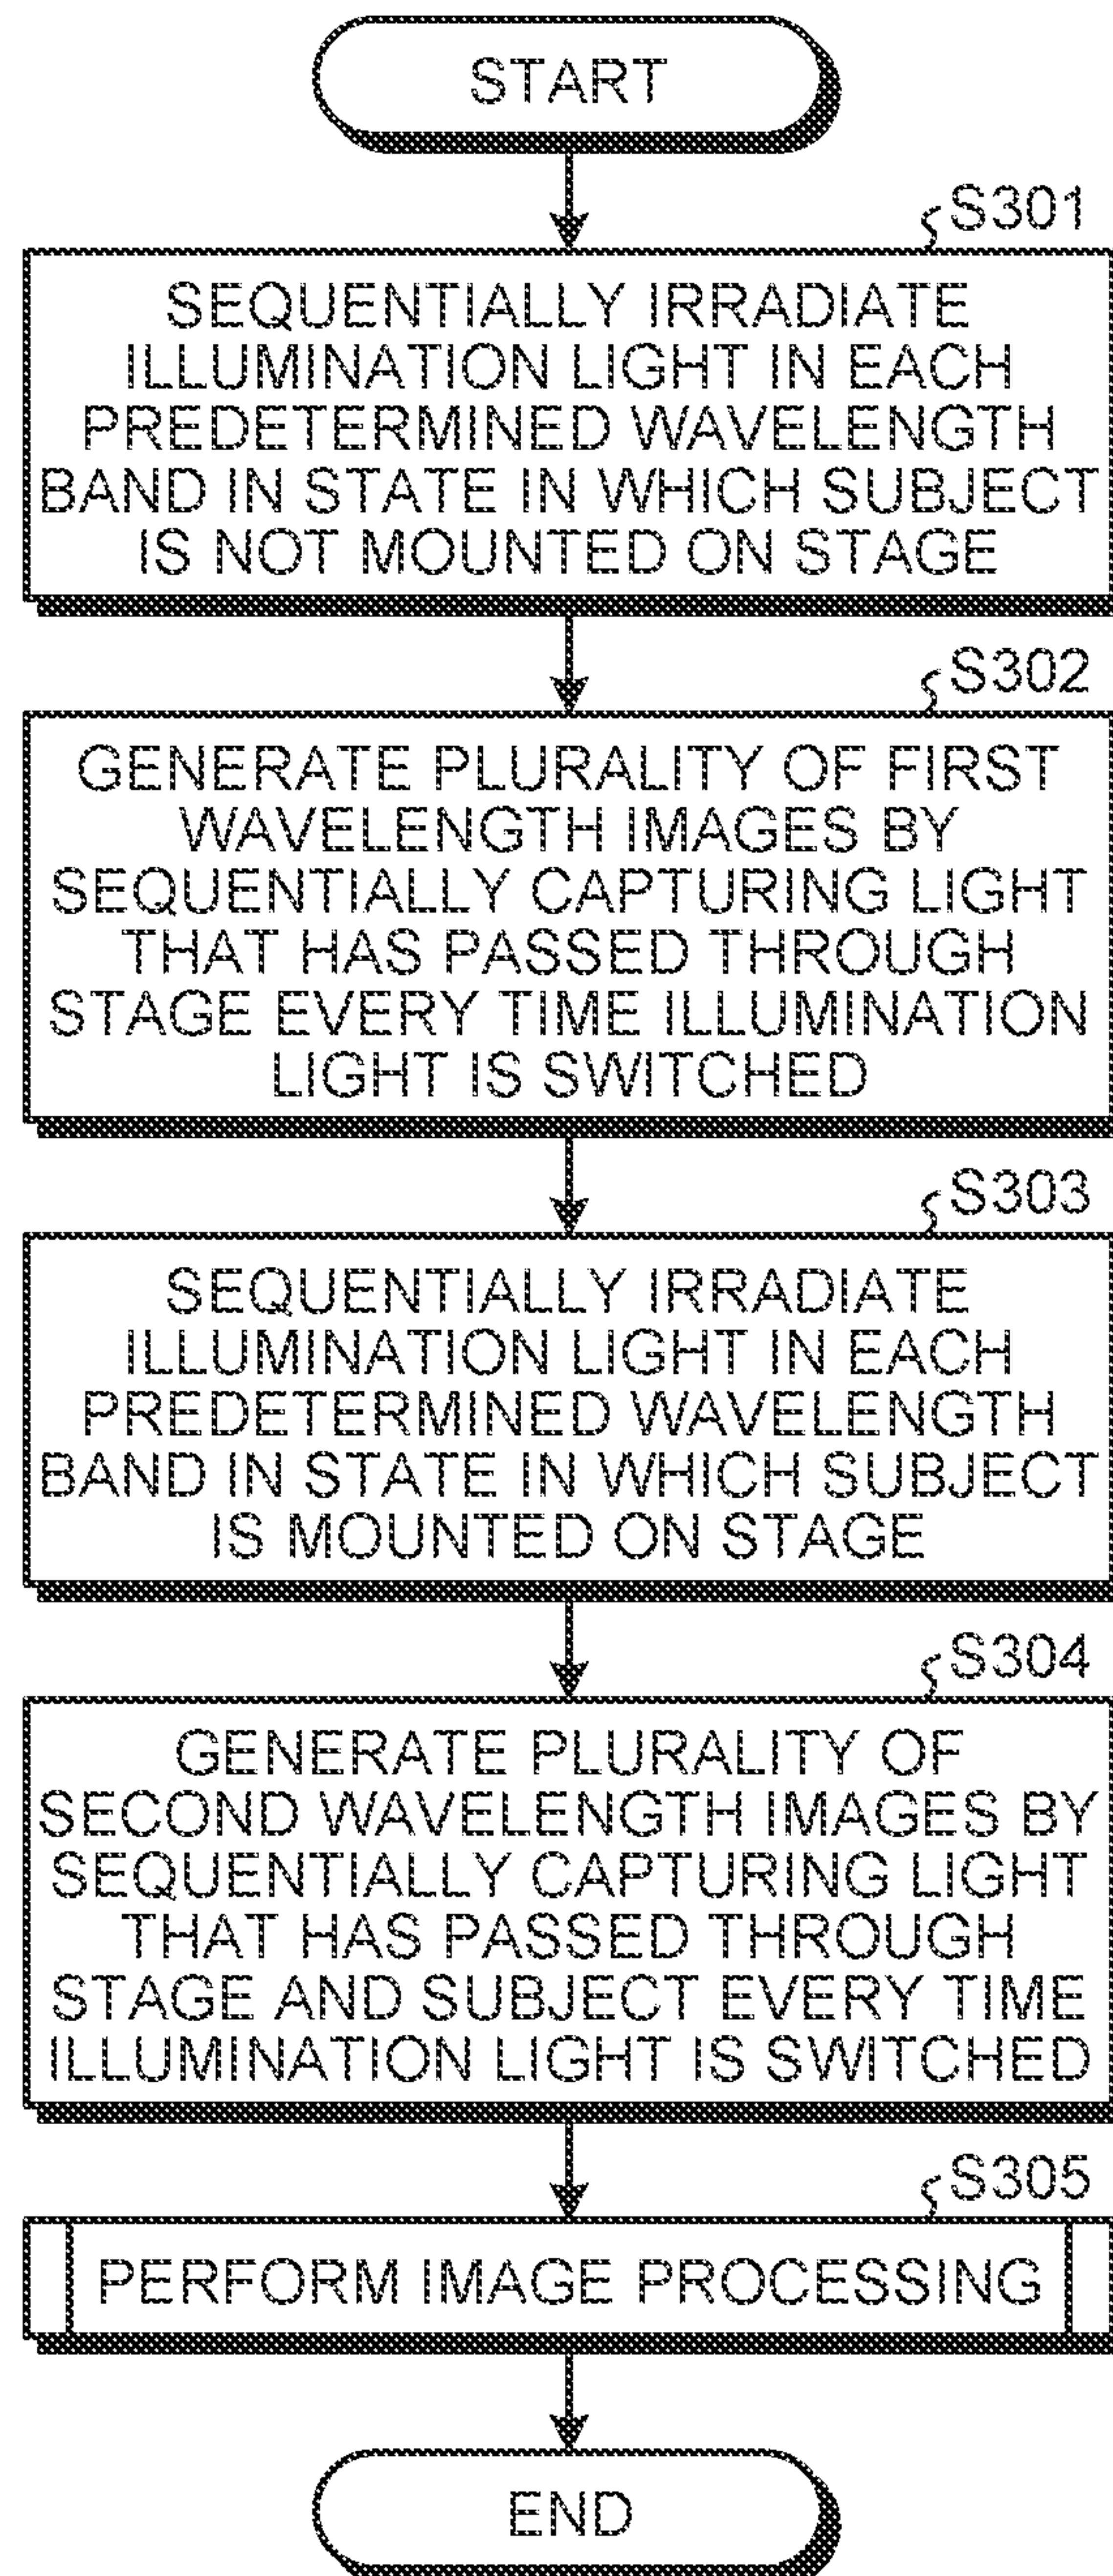 START
S301
SEQUENTIALLY IRRADIATE
ILLUMINATION LIGHT IN EACH
PREDETERMINED WAVELENGTH
BAND IN STATE IN WHICH SUBJECT
IS NOT MOUNTED ON STAGE
S302
GENERATE PLURALITY OF FIRST
WAVELENGTH IMAGES BY
SEQUENTIALLY CAPTURING LIGHT
THAT HAS PASSED THROUGH
STAGE EVERY TIME ILLUMINATION
LIGHT IS SWITCHED
S303
SEQUENTIALLY IRRADIATE
ILLUMINATION LIGHT IN EACH
PREDETERMINED WAVELENGTH
BAND IN STATE IN WHICH SUBJECT
IS MOUNTED ON STAGE
S304
GENERATE PLURALITY OF
SECOND WAVELENGTH IMAGES BY
SEQUENTIALLY CAPTURING LIGHT
THAT HAS PASSED THROUGH
STAGE AND SUBJECT EVERY TIME
ILLUMINATION LIGHT IS SWITCHED
S305
PERFORM IMAGE PROCESSING
END